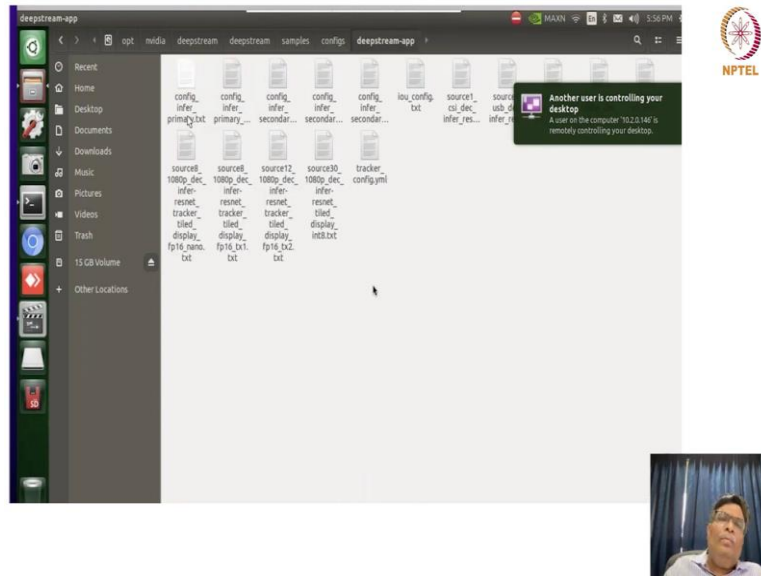 deepstream-app
MAXN
En
5:56 PM
opt nvidia deepstream deepstream samples configs deepstream-app
NPTEL
Recent
Home
Desktop
Documents
Downloads
Music
Pictures
Videos
Trash
15 GB Volume
Other Locations
config_
infer_
primary.txt
config_
infer_
primary_...
config_
infer_
secondar...
config_
infer_
secondar...
config_
infer_
secondar...
iou_config.
txt
source1_
csi_dec_
infer_res...
source
usb_de
infer_re
Another user is controlling your
desktop
A user on the computer '10.2.0.146' is
remotely controlling your desktop.
source8_
1080p_dec_
infer-
resnet_
tracker_
tiled_
display_
fp16_nano.
txt
source8_
1080p_dec_
infer-
resnet_
tracker_
tiled_
display_
fp16_tx1.
txt
source12_
1080p_dec_
infer-
resnet_
tracker_
tiled_
display_
fp16_tx2.
txt
source30_
1080p_dec_
infer-
resnet_
tiled_
display_
int8.txt
tracker_
config.yml
SD